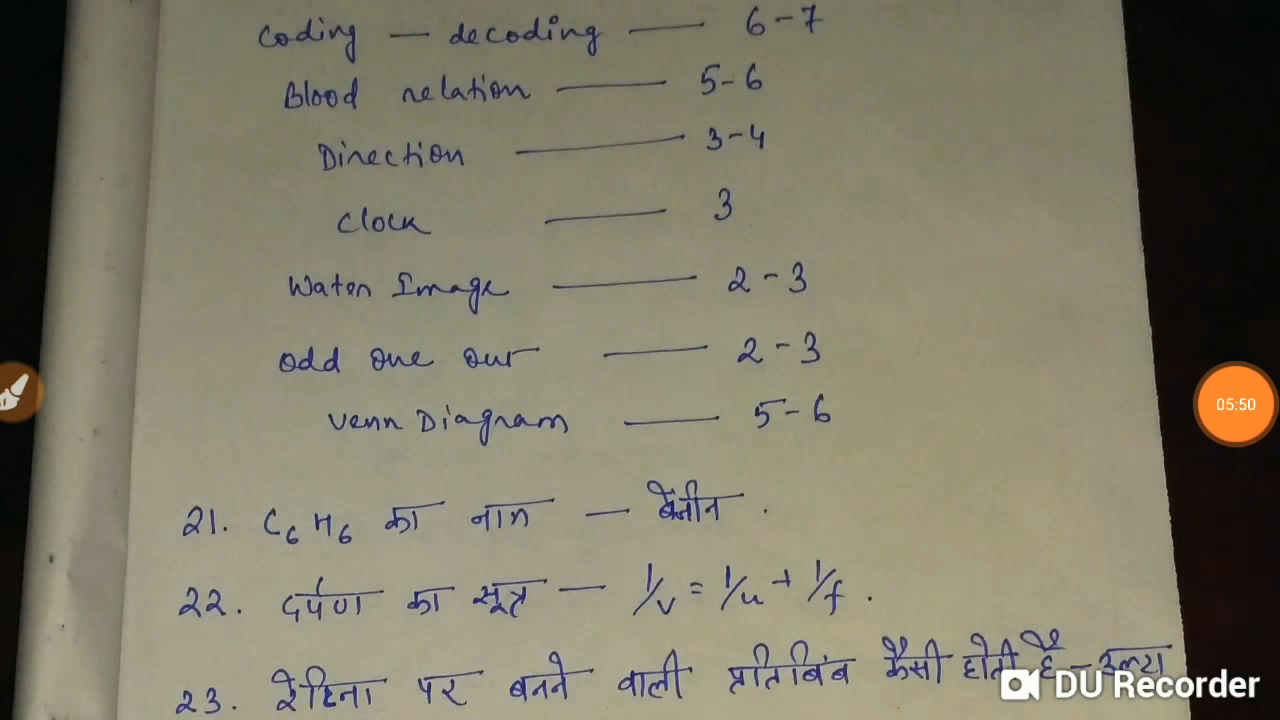 Coding — decoding — 6-7
Blood relation — 5-6
Direction — 3-4
Clock — 3
Water Image — 2-3
odd one out — 2-3
Venn Diagram — 5-6
05:50
21. C₆H₆ का नाम — बेंजीन .
22. दर्पण का सूत्र — 1/v = 1/u + 1/f .
23. रेटिना पर बनने वाली प्रतिबिंब कैसी होती है - उल्टा
DU Recorder